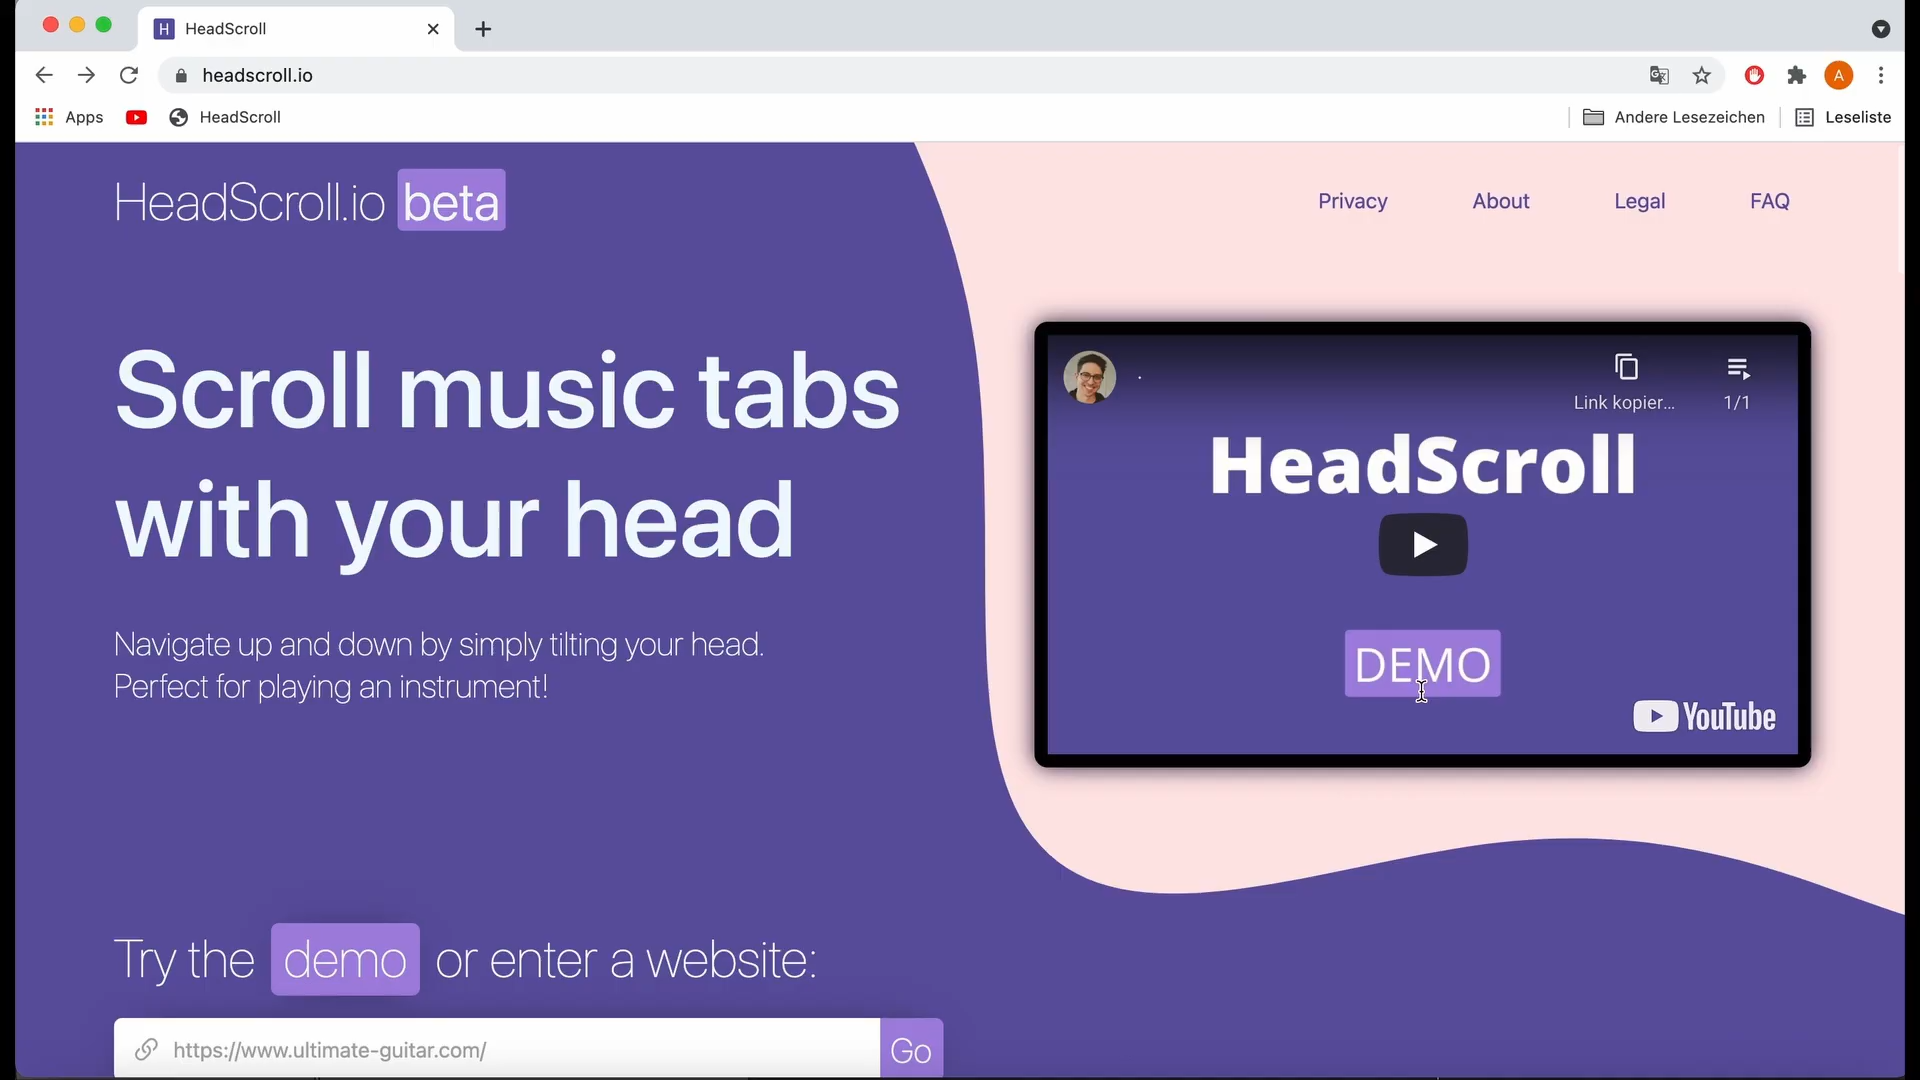 H HeadScroll
headscroll.io
A
Apps
HeadScroll
Andere Lesezeichen
Leseliste
HeadScroll.io beta
Privacy
About
Legal
FAQ
Scroll music tabs
with your head
Navigate up and down by simply tilting your head.
Perfect for playing an instrument!
.
Link kopier...
1/1
HeadScroll
DEMO
YouTube
Try the demo or enter a website:
https://www.ultimate-guitar.com/
Go